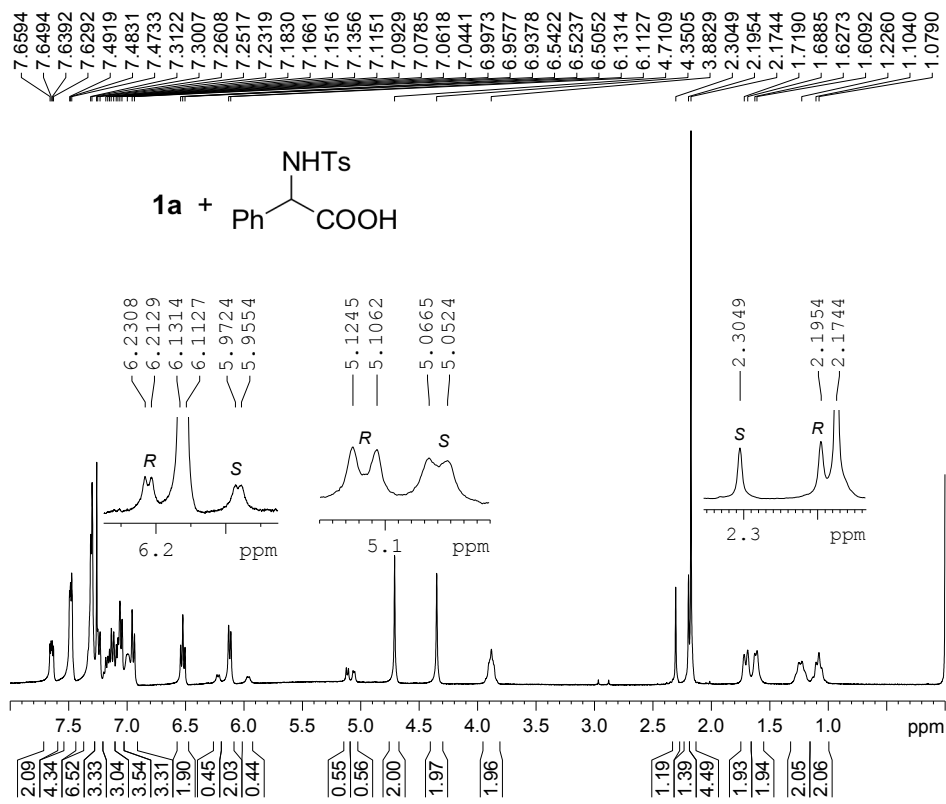 7.6594 7.6494 7.6392 7.6292 7.4919 7.4831 7.4733 7.3122 7.3007 7.2608 7.2517 7.2319 7.1830 7.1661 7.1516 7.1356 7.1151 7.0929 7.0785 7.0618 7.0441 6.9973 6.9577 6.9378 6.5422 6.5237 6.5052 6.1314 6.1127 4.7109 4.3505 3.8829 2.3049 2.1954 2.1744 1.7190 1.6885 1.6273 1.6092 1.2260 1.1040 1.0790
NHTs
1a +
Ph COOH
6.2308 6.2129 6.1314 6.1127 5.9724 5.9554
R S
6.2 ppm
5.1245 5.1062 5.0665 5.0524
R S
5.1 ppm
2.3049 2.1954 2.1744
S R
2.3 ppm
7.5 7.0 6.5 6.0 5.5 5.0 4.5 4.0 3.5 3.0 2.5 2.0 1.5 1.0 ppm
2.09 4.34 6.52 3.33 3.04 3.54 3.31 1.90 0.45 2.03 0.44 0.55 0.56 2.00 1.97 1.96 1.19 1.39 4.49 1.93 1.94 2.05 2.06